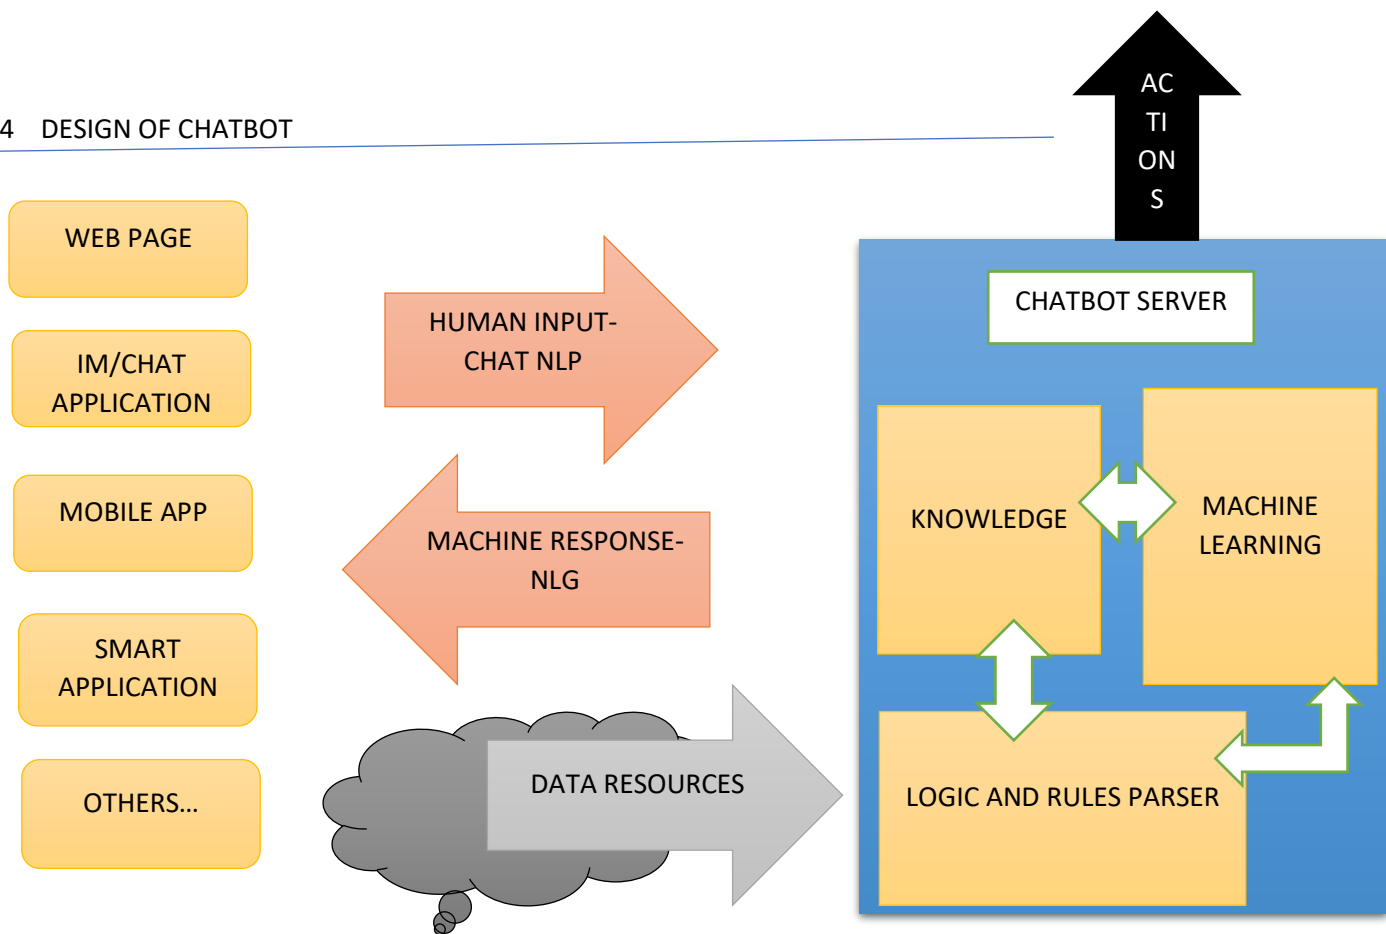 AC
TI
ON
S
4 DESIGN OF CHATBOT
WEB PAGE
IM/CHAT
APPLICATION
MOBILE APP
SMART
APPLICATION
OTHERS...
HUMAN INPUT-
CHAT NLP
MACHINE RESPONSE-
NLG
DATA RESOURCES
CHATBOT SERVER
KNOWLEDGE
MACHINE
LEARNING
LOGIC AND RULES PARSER